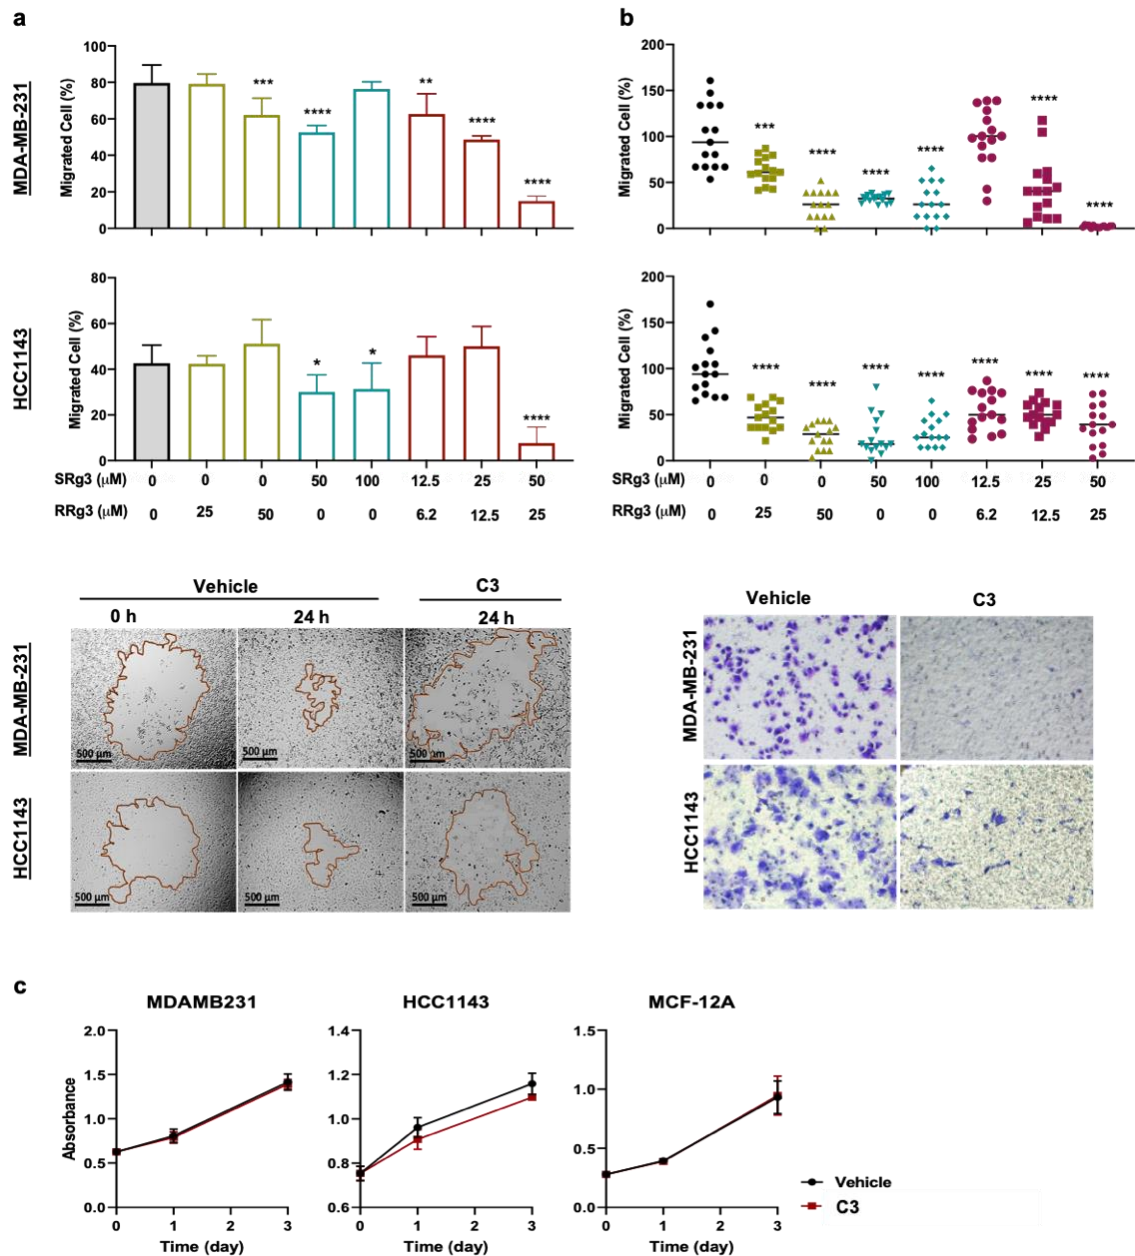 a
b
MDA-MB-231
Migrated Cell (%)
100
80
60
40
20
0
***
****
**
****
****
Migrated Cell (%)
200
150
100
50
0
***
****
****
****
****
****
HCC1143
Migrated Cell (%)
80
60
40
20
0
*
*
****
Migrated Cell (%)
200
150
100
50
0
****
****
****
****
****
****
****
SRg3 (μM) 0 0 0 50 100 12.5 25 50
RRg3 (μM) 0 25 50 0 0 6.2 12.5 25
SRg3 (μM) 0 0 0 50 100 12.5 25 50
RRg3 (μM) 0 25 50 0 0 6.2 12.5 25
Vehicle C3
0 h 24 h 24 h
MDA-MB-231
500 μm 500 μm 500 μm
HCC1143
500 μm 500 μm 500 μm
Vehicle C3
MDA-MB-231
HCC1143
c
MDAMB231
Absorbance
2.0
1.5
1.0
0.5
0.0
0 1 2 3
Time (day)
HCC1143
1.4
1.2
1.0
0.8
0.6
0 1 2 3
Time (day)
MCF-12A
1.5
1.0
0.5
0.0
0 1 2 3
Time (day)
Vehicle
C3